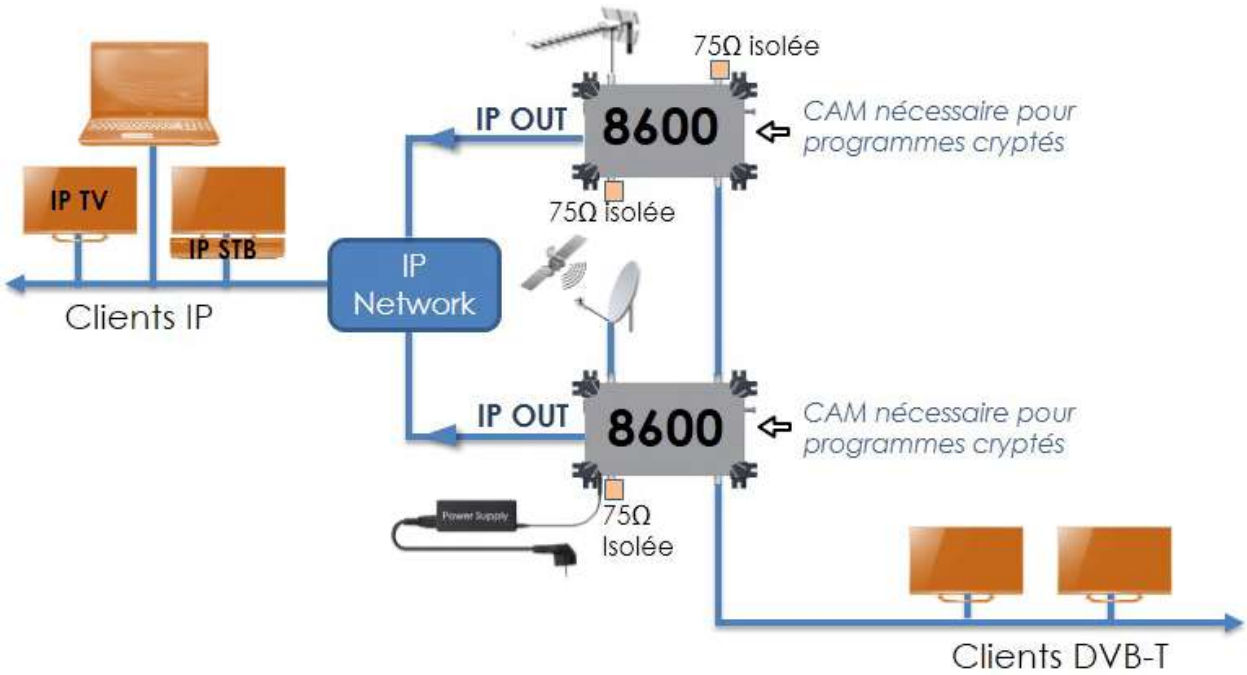 75Ω isolée
IP OUT
8600
CAM nécessaire pour
programmes cryptés
IP TV
IP STB
75Ω isolée
IP
Network
Clients IP
IP OUT
8600
CAM nécessaire pour
programmes cryptés
Power Supply
75Ω
Isolée
Clients DVB-T